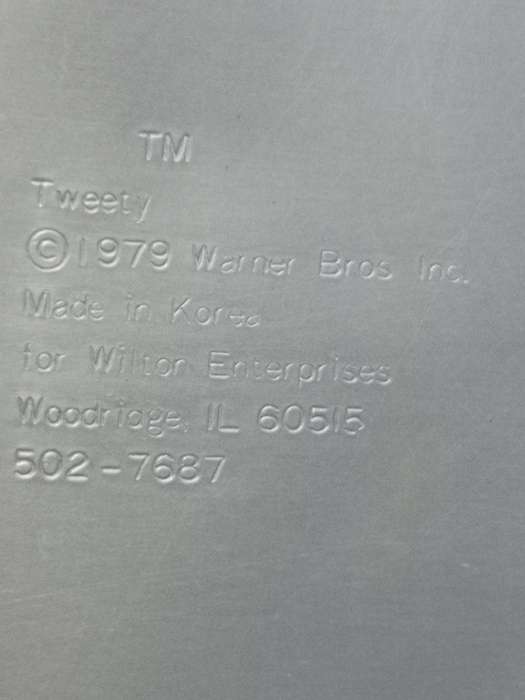 TM
Tweety
©1979 Warner Bros Inc.
Made in Korea
for Wilton Enterprises
Woodridge, IL 60515
502-7687